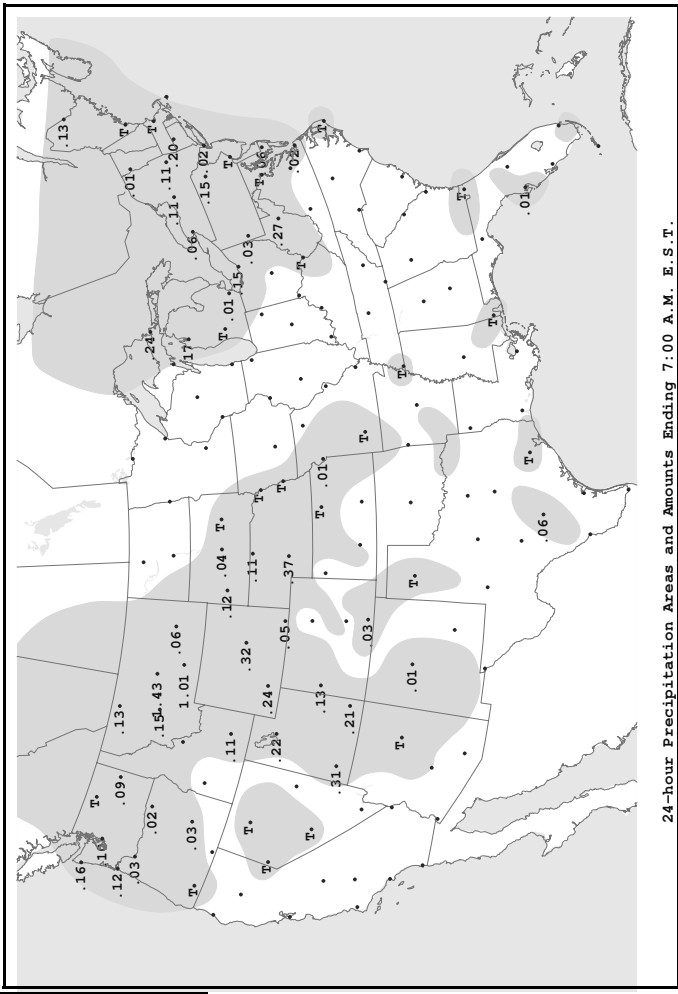 .13
.16
T
.10
.12
.09
.13
T
.01
.03
.02
T
.24
.15
1.43
.11
.20
.11
.06
1.01
.17
T
.03
.06
.02
.15
T
.04
T
.12
.01
T
.11
.15
.32
T
.03
.11
T
T
.06
T
.24
.22
.27
T
.05
.37
.02
T
T
.13
T
.01
T
.31
.21
T
.03
T
T
.01
T
T
T
.01
T
.06
24-hour Precipitation Areas and Amounts Ending 7:00 A.M. E.S.T.